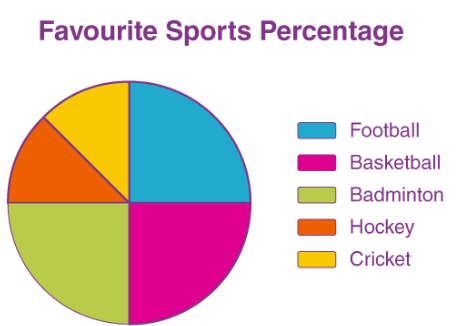 Favourite Sports Percentage
Football
Basketball
Badminton
Hockey
Cricket